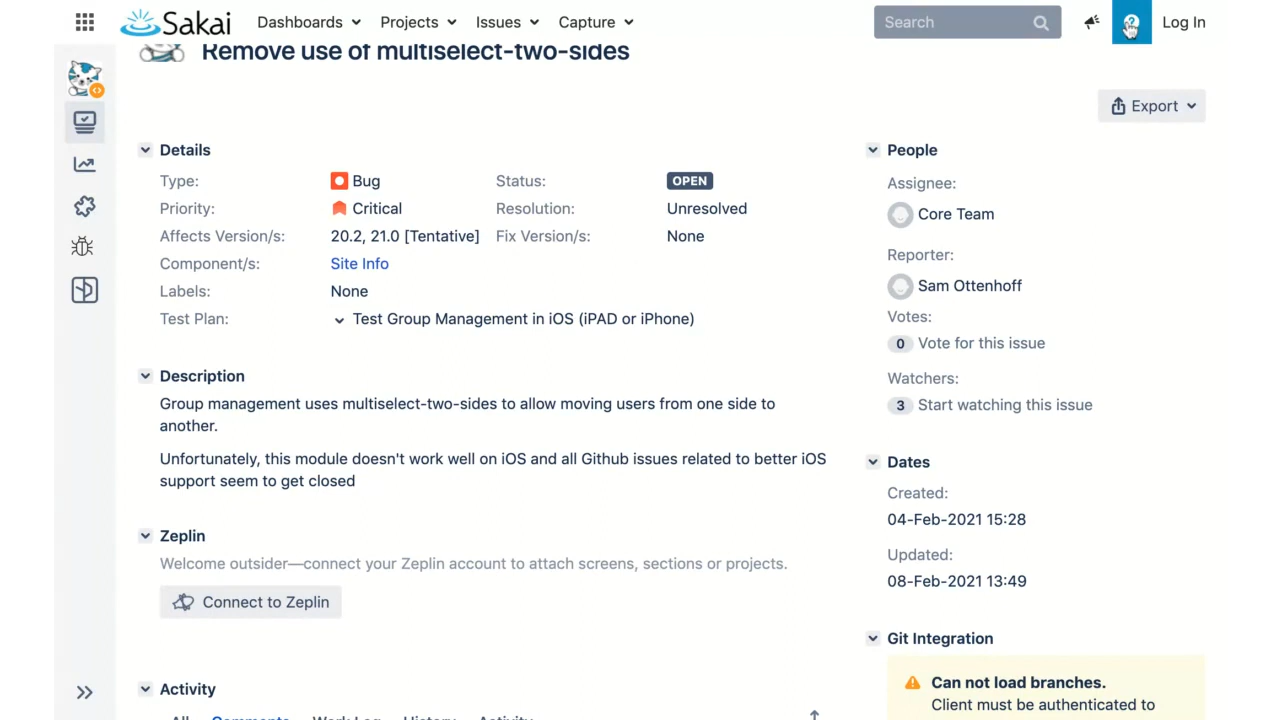 Sakai
Dashboards
Projects
Issues
Capture
Search
Log In
Remove use of multiselect-two-sides
Export
Details
Type: Bug
Status: OPEN
Priority: Critical
Resolution: Unresolved
Affects Version/s: 20.2, 21.0 [Tentative]
Fix Version/s: None
Component/s: Site Info
Labels: None
Test Plan: Test Group Management in iOS (iPAD or iPhone)
Description
Group management uses multiselect-two-sides to allow moving users from one side to
another.
Unfortunately, this module doesn't work well on iOS and all Github issues related to better iOS
support seem to get closed
Zeplin
Welcome outsider—connect your Zeplin account to attach screens, sections or projects.
Connect to Zeplin
Activity
All Comments Work Log History Activity
People
Assignee:
Core Team
Reporter:
Sam Ottenhoff
Votes:
0 Vote for this issue
Watchers:
3 Start watching this issue
Dates
Created:
04-Feb-2021 15:28
Updated:
08-Feb-2021 13:49
Git Integration
Can not load branches.
Client must be authenticated to